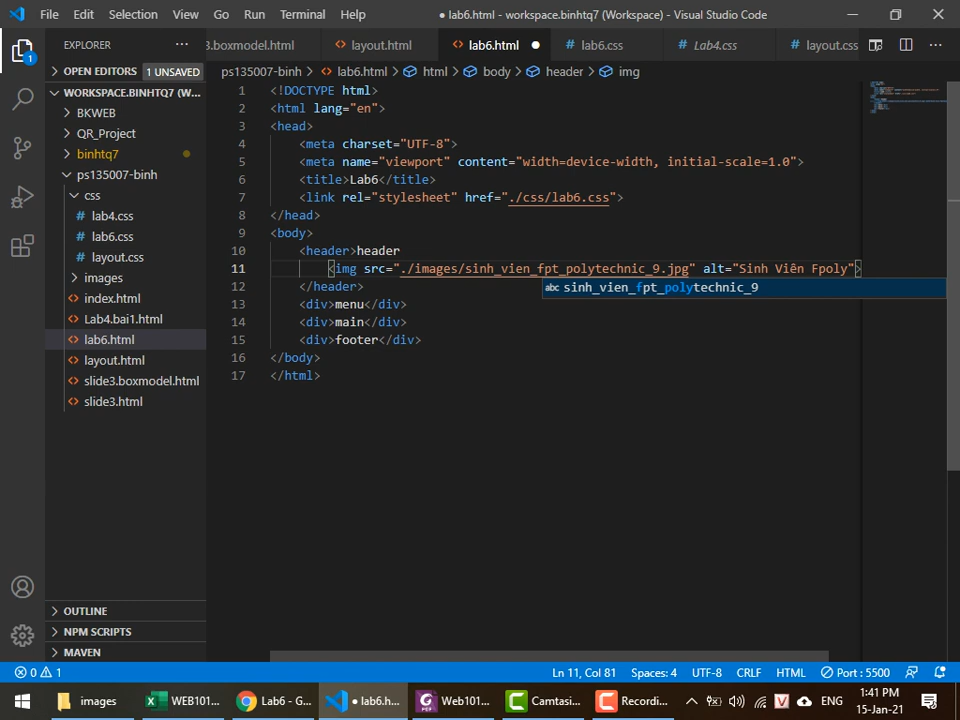 File Edit Selection View Go Run Terminal Help ● lab6.html - workspace.binhtq7 (Workspace) - Visual Studio Code
EXPLORER ··· 3.boxmodel.html layout.html lab6.html lab6.css Lab4.css layout.css ···
OPEN EDITORS 1 UNSAVED
ps135007-binh > lab6.html > html > body > header > img
WORKSPACE.BINHTQ7 (W...
BKWEB
QR_Project
binhtq7
ps135007-binh
css
lab4.css
lab6.css
layout.css
images
index.html
Lab4.bai1.html
lab6.html
layout.html
slide3.boxmodel.html
slide3.html
OUTLINE
NPM SCRIPTS
MAVEN
1 <!DOCTYPE html>
2 <html lang="en">
3 <head>
4 <meta charset="UTF-8">
5 <meta name="viewport" content="width=device-width, initial-scale=1.0">
6 <title>Lab6</title>
7 <link rel="stylesheet" href="./css/lab6.css">
8 </head>
9 <body>
10 <header>header
11 <img src="./images/sinh_vien_fpt_polytechnic_9.jpg" alt="Sinh Viên Fpoly">
abc sinh_vien_fpt_polytechnic_9
12 </header>
13 <div>menu</div>
14 <div>main</div>
15 <div>footer</div>
16 </body>
17 </html>
1
0 1 Ln 11, Col 81 Spaces: 4 UTF-8 CRLF HTML Port : 5500
images WEB101... Lab6 - G... ● lab6.h... Web101... Camtasi... Recordi... V ENG 1:41 PM
15-Jan-21